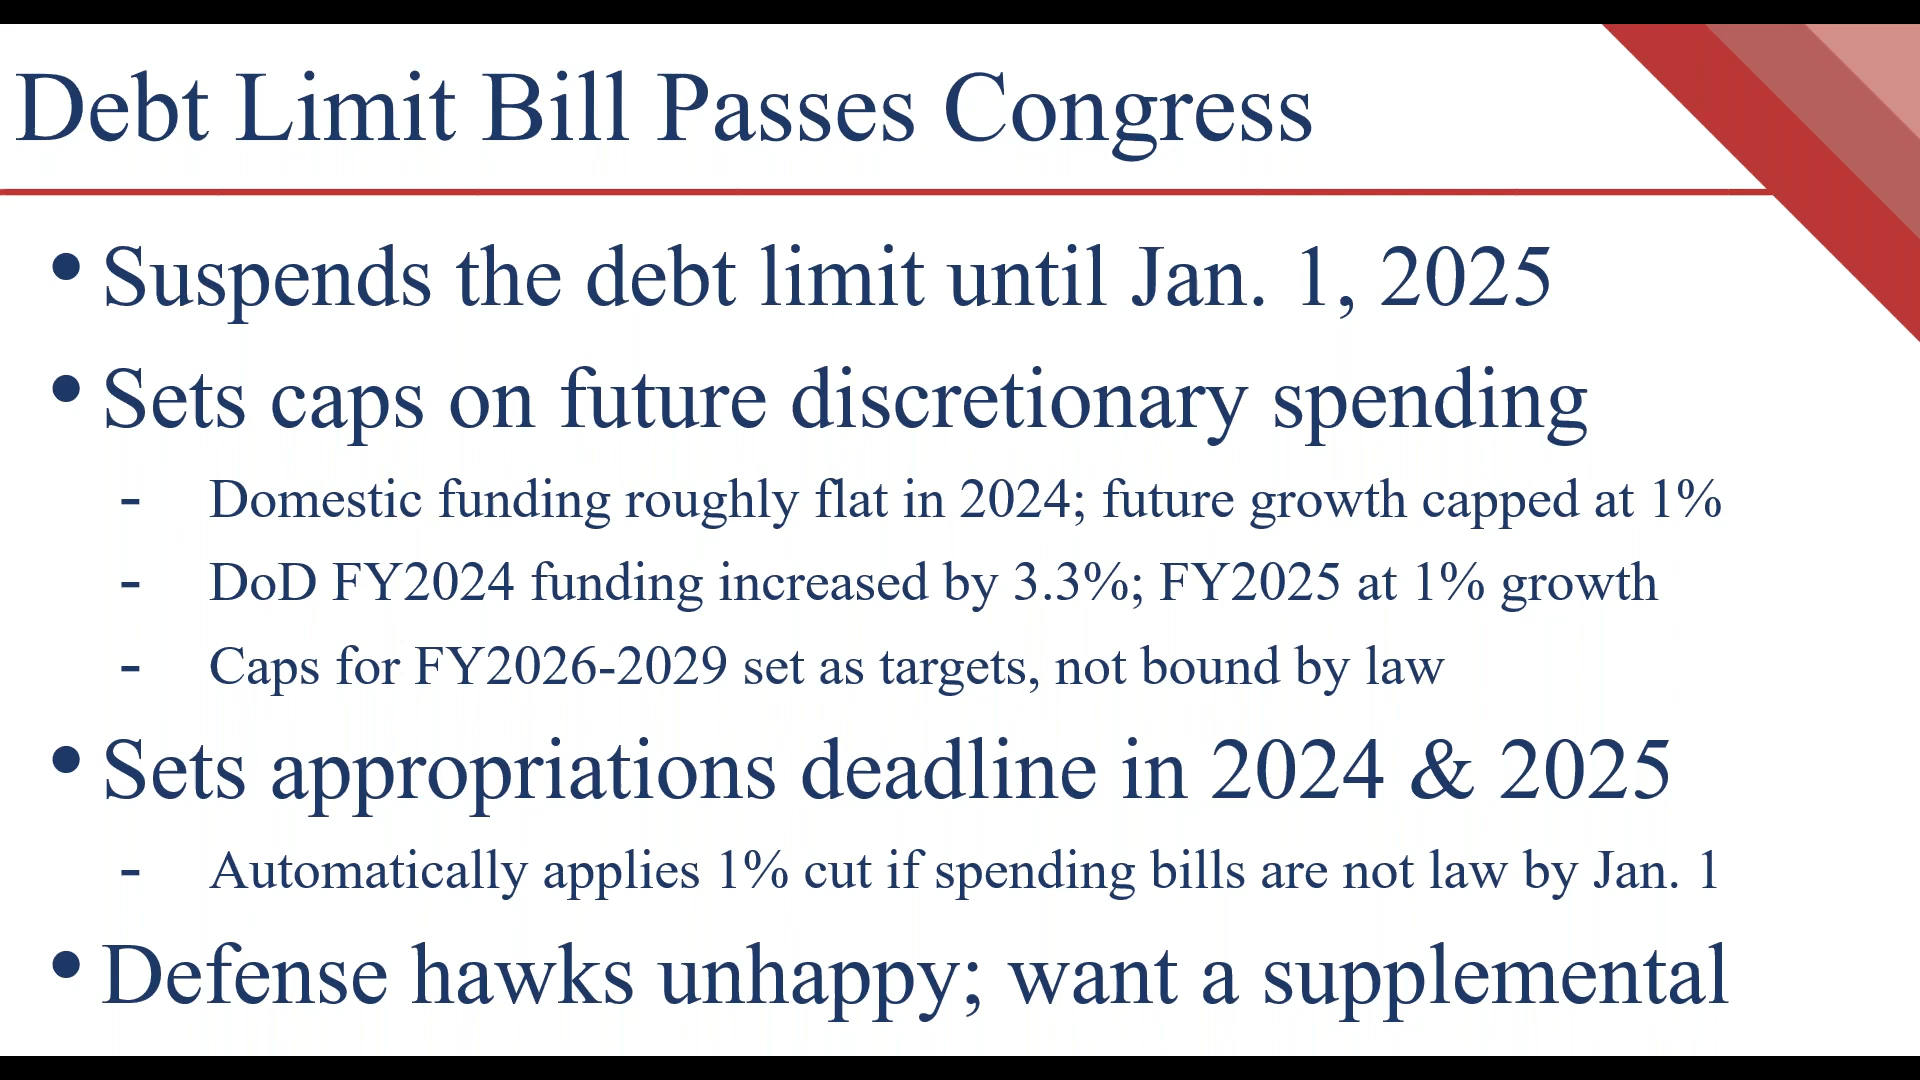 Debt Limit Bill Passes Congress
• Suspends the debt limit until Jan. 1, 2025
• Sets caps on future discretionary spending
- Domestic funding roughly flat in 2024; future growth capped at 1%
- DoD FY2024 funding increased by 3.3%; FY2025 at 1% growth
- Caps for FY2026-2029 set as targets, not bound by law
• Sets appropriations deadline in 2024 & 2025
- Automatically applies 1% cut if spending bills are not law by Jan. 1
• Defense hawks unhappy; want a supplemental